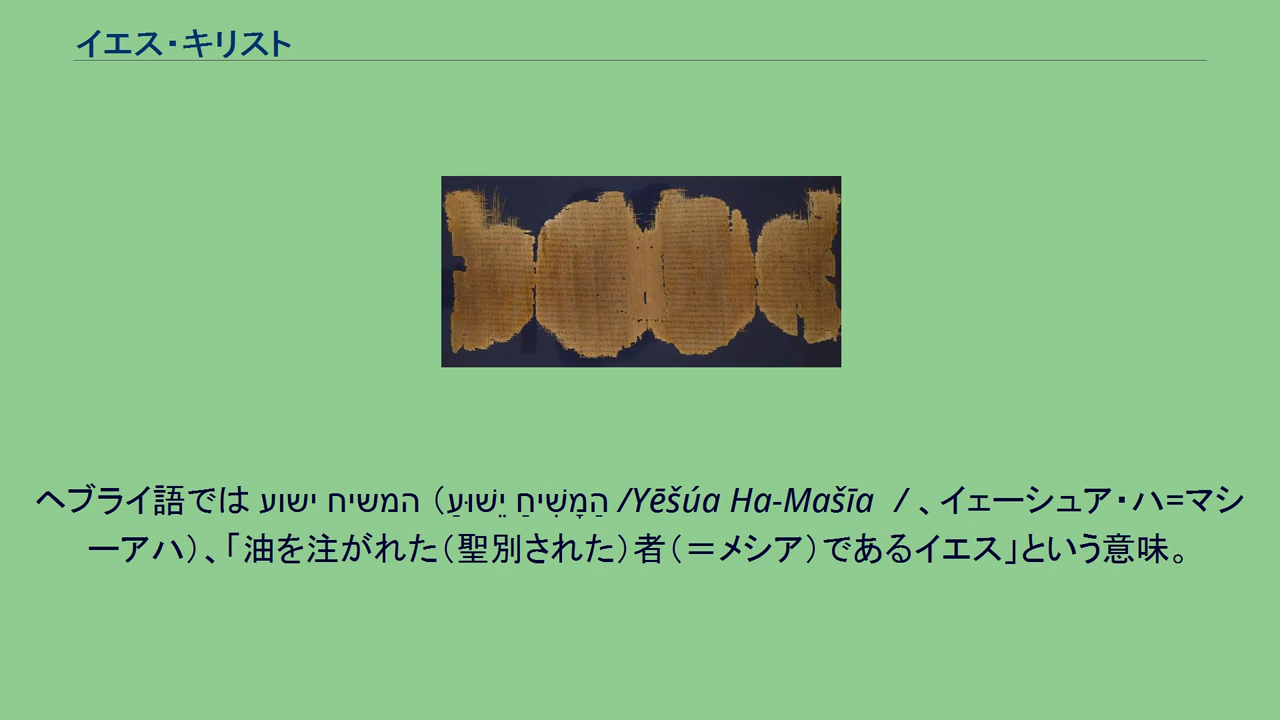 イエス・キリスト
ヘブライ語では ישוע המשיח (יֵשׁוּעַ הַמָּשִׁיחַ /Yēšúa Ha-Mašīa / 、イェーシュア・ハ=マシ
ーアハ）、「油を注がれた（聖別された）者（＝メシア）であるイエス」という意味。